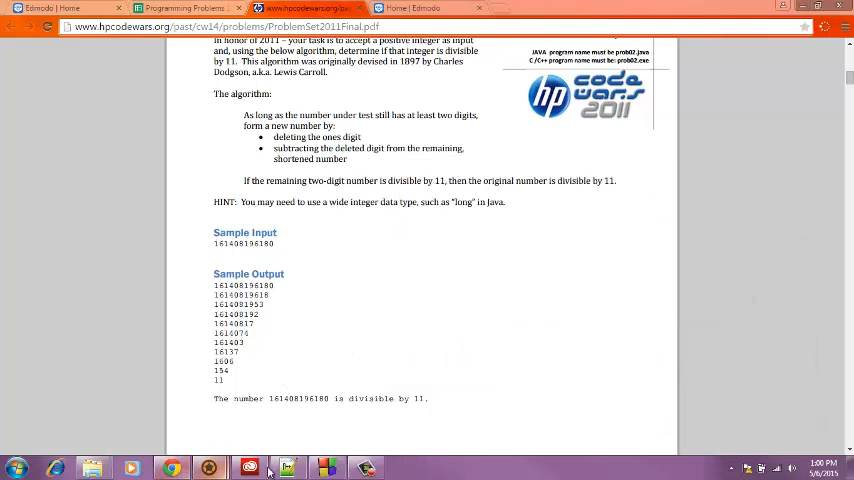 Edmodo | Home
Programming Problems 2
www.hpcodewars.org/pa
Home | Edmodo
www.hpcodewars.org/past/cw14/problems/ProblemSet2011Final.pdf
In honor of 2011 – your task is to accept a positive integer as input
and, using the below algorithm, determine if that integer is divisible
by 11. This algorithm was originally devised in 1897 by Charles
Dodgson, a.k.a. Lewis Carroll.
JAVA program name must be prob02.java
C /C++ program name must be: prob02.exe
hp code wars 2011
The algorithm:
As long as the number under test still has at least two digits,
form a new number by:
• deleting the ones digit
• subtracting the deleted digit from the remaining,
shortened number
If the remaining two-digit number is divisible by 11, then the original number is divisible by 11.
HINT: You may need to use a wide integer data type, such as "long" in Java.
Sample Input
161408196180
Sample Output
161408196180
16140819618
1614081953
161408192
16140817
1614074
161403
16137
1606
154
11
The number 161408196180 is divisible by 11.
1:00 PM
5/6/2015